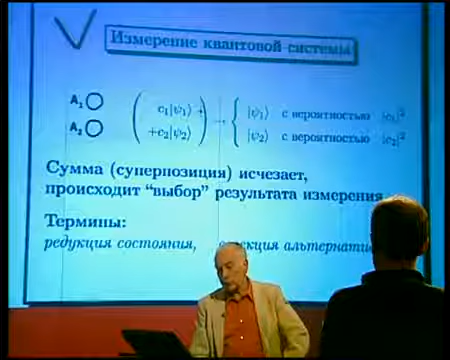 Измерение квантовой системы
A₁ ( c₁|ψ₁⟩ + → { |ψ₁⟩ с вероятностью |c₁|²
A₂ +c₂|ψ₂⟩ ) |ψ₂⟩ с вероятностью |c₂|²
Сумма (суперпозиция) исчезает,
происходит “выбор” результата измерения
Термины:
редукция состояния,